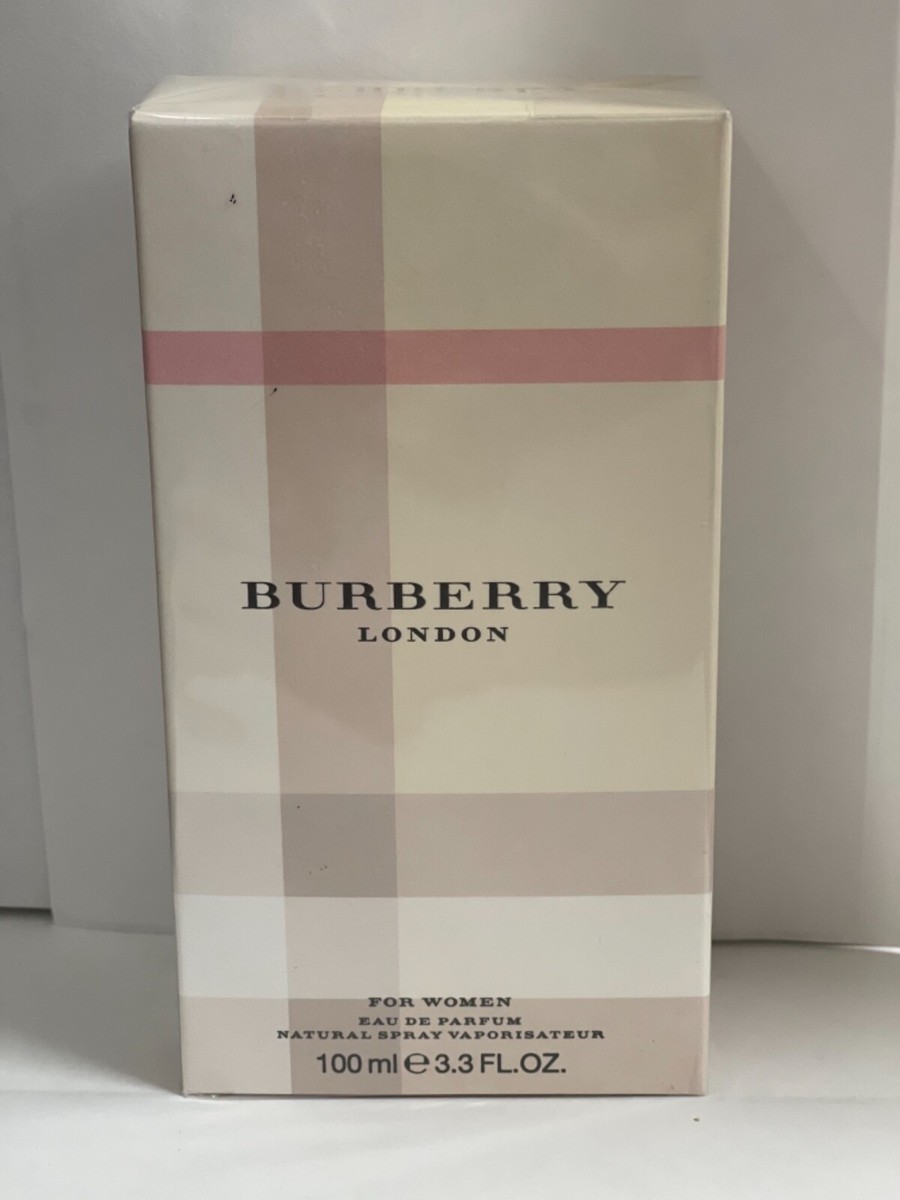 BURBERRY
LONDON
FOR WOMEN
EAU DE PARFUM
NATURAL SPRAY VAPORISATEUR
100 ml ℮ 3.3 FL.OZ.